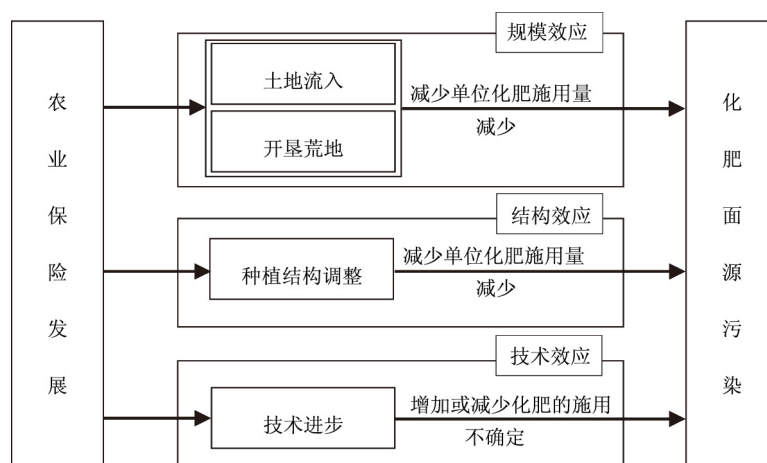 农业保险发展
规模效应
土地流入
开垦荒地
减少单位化肥施用量
减少
结构效应
种植结构调整
减少单位化肥施用量
减少
技术效应
技术进步
增加或减少化肥的施用
不确定
化肥面源污染